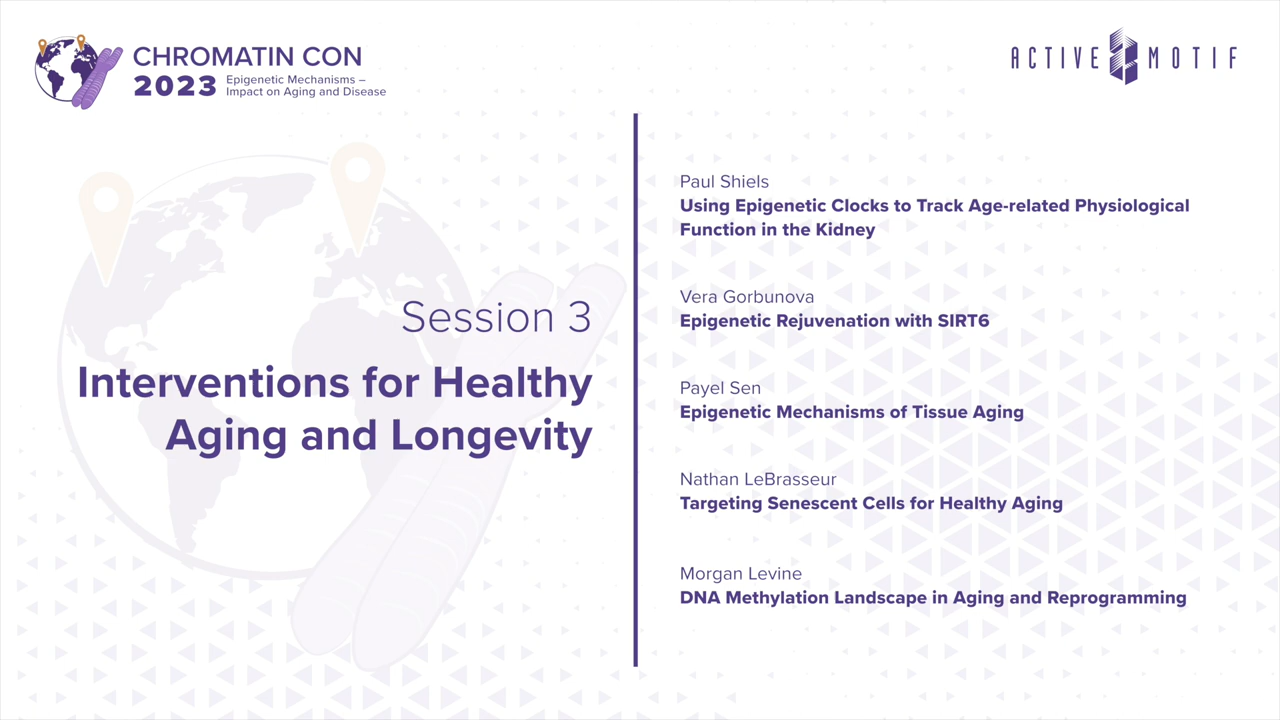 CHROMATIN CON
2023 Epigenetic Mechanisms –
Impact on Aging and Disease
ACTIVE MOTIF
Session 3
Interventions for Healthy
Aging and Longevity
Paul Shiels
Using Epigenetic Clocks to Track Age-related Physiological
Function in the Kidney
Vera Gorbunova
Epigenetic Rejuvenation with SIRT6
Payel Sen
Epigenetic Mechanisms of Tissue Aging
Nathan LeBrasseur
Targeting Senescent Cells for Healthy Aging
Morgan Levine
DNA Methylation Landscape in Aging and Reprogramming